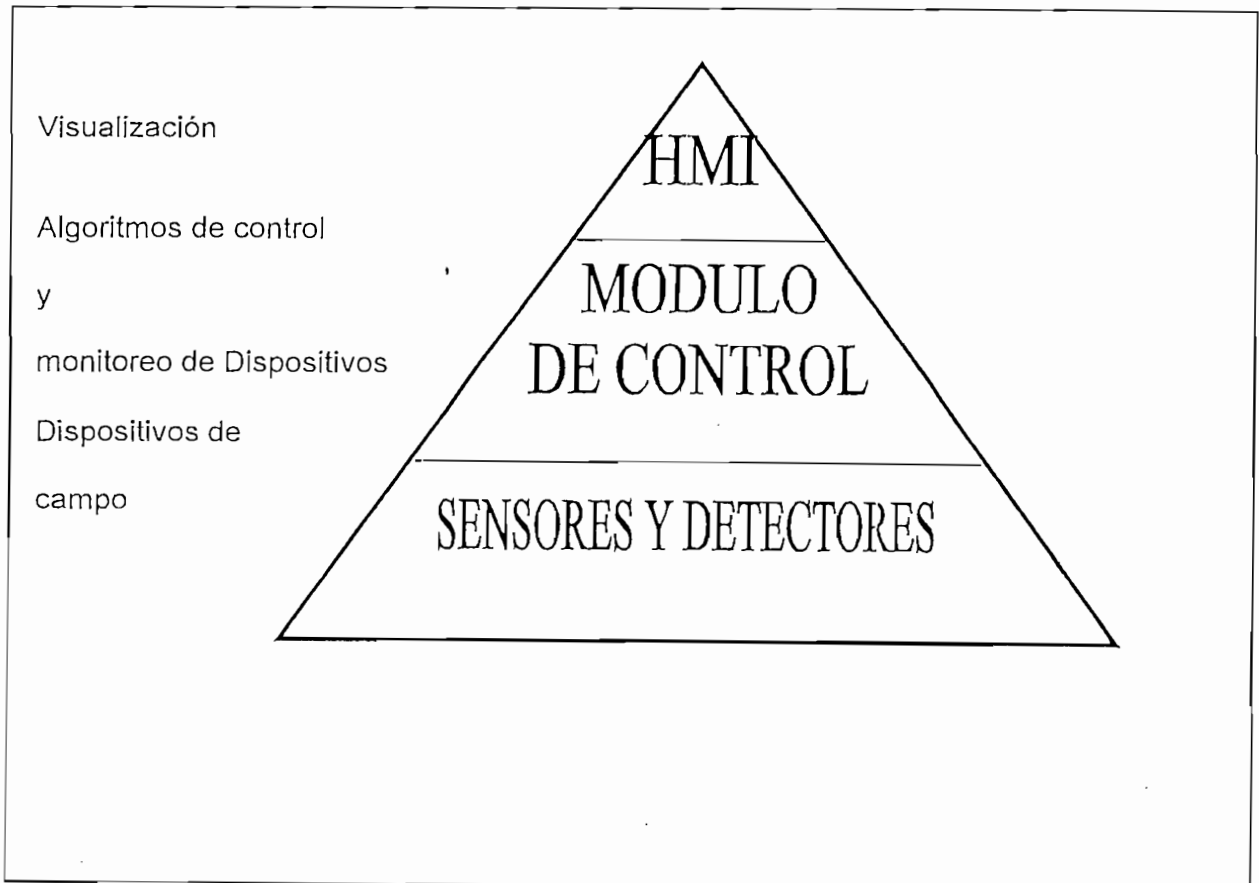 Visualización
Algoritmos de control
y
monitoreo de Dispositivos
Dispositivos de
campo
HMI
MODULO
DE CONTROL
SENSORES Y DETECTORES